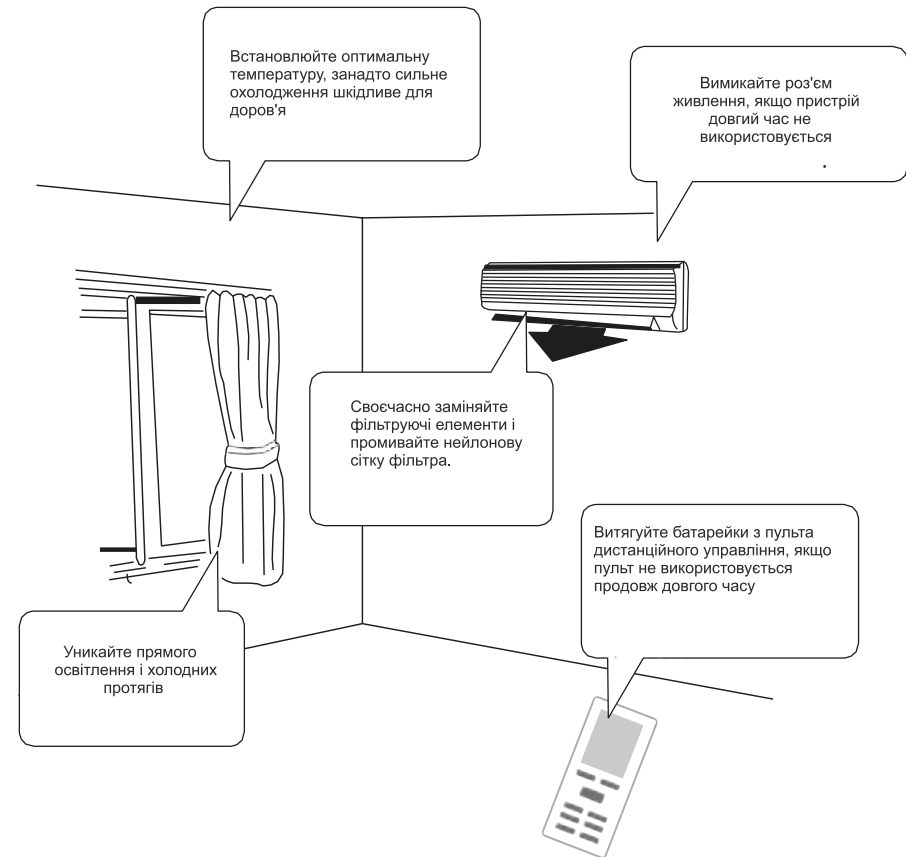 Встановлюйте оптимальну
температуру, занадто сильне
охолодження шкідливе для
доров'я
Вимикайте роз'єм
живлення, якщо пристрій
довгий час не
використовується
.
Своєчасно заміняйте
фільтруючі елементи і
промивайте нейлонову
сітку фільтра.
Витягуйте батарейки з пульта
дистанційного управління, якщо
пульт не використовується
продовж довгого часу
Уникайте прямого
освітлення і холодних
протягів